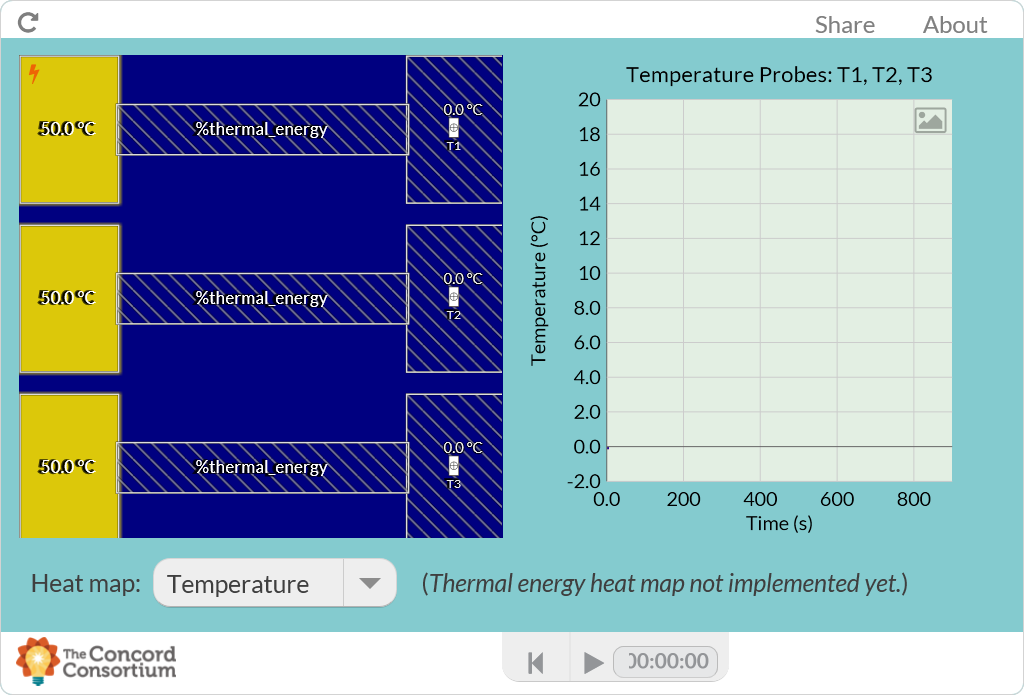 Share About
50.0 °C
%thermal_energy
0.0 °C
T1
50.0 °C
%thermal_energy
0.0 °C
T2
50.0 °C
%thermal_energy
0.0 °C
T3
Temperature Probes: T1, T2, T3
Temperature (°C)
20
18
16
14
12
10
8.0
6.0
4.0
2.0
0.0
-2.0
0.0 200 400 600 800
Time (s)
Heat map: Temperature (Thermal energy heat map not implemented yet.)
The Concord
Consortium
00:00:00